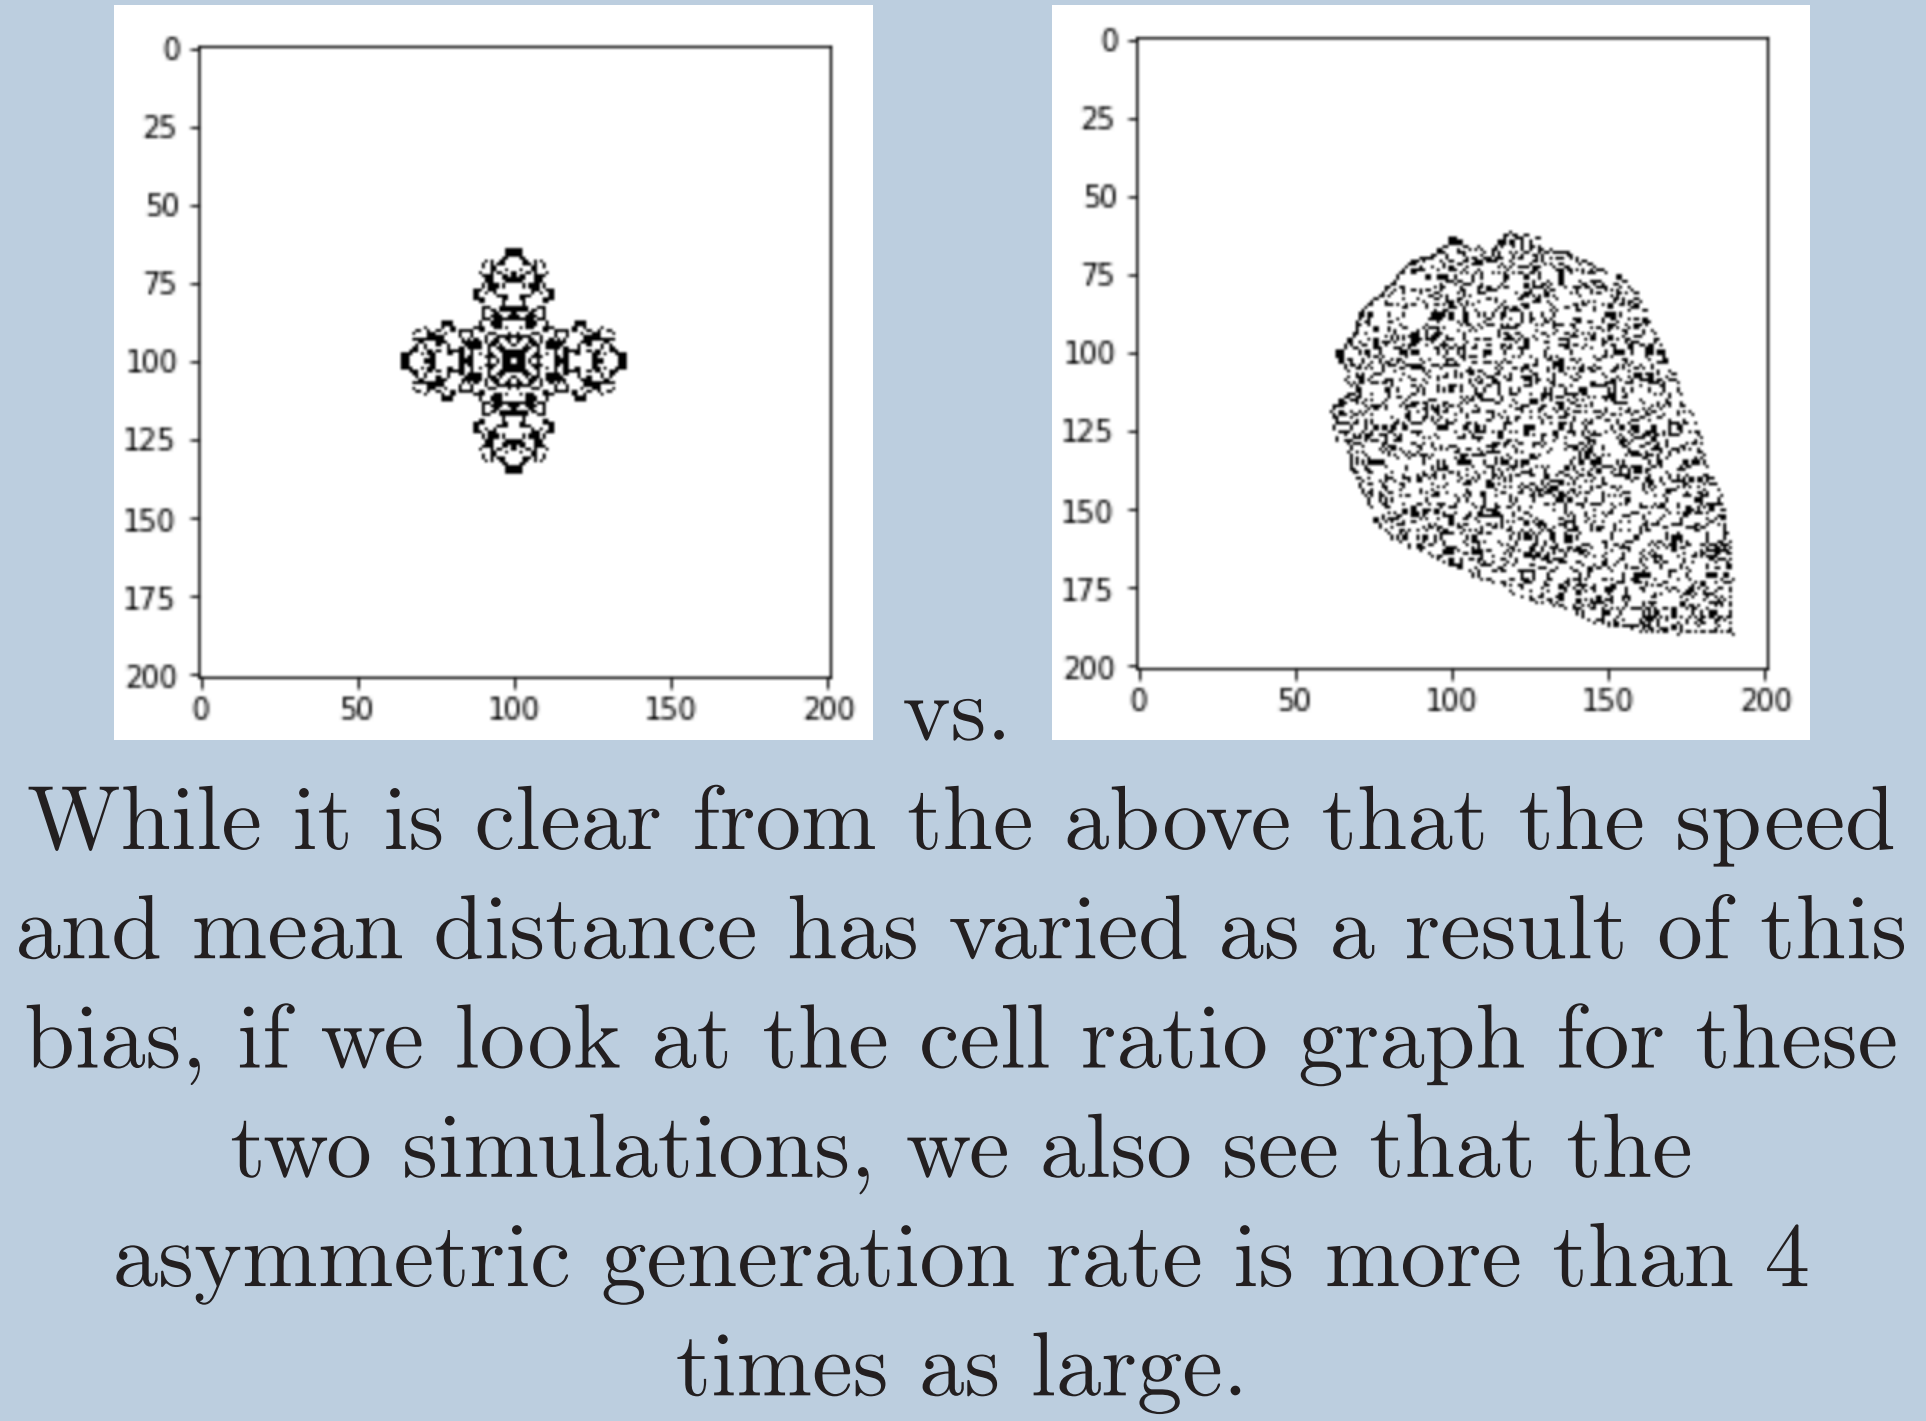 0
25
50
75
100
125
150
175
200
0 50 100 150 200
vs.
0
25
50
75
100
125
150
175
200
0 50 100 150 200
While it is clear from the above that the speed
and mean distance has varied as a result of this
bias, if we look at the cell ratio graph for these
two simulations, we also see that the
asymmetric generation rate is more than 4
times as large.